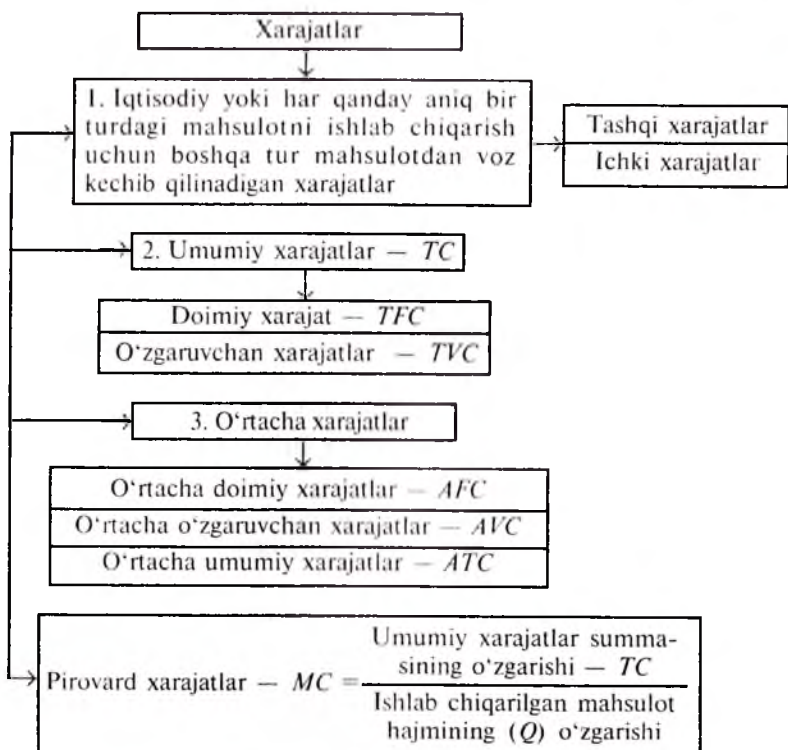 Xarajatlar
1. Iqtisodiy yoki har qanday aniq bir
turdagi mahsulotni ishlab chiqarish
uchun boshqa tur mahsulotdan voz
kechib qilinadigan xarajatlar
Tashqi xarajatlar
Ichki xarajatlar
2. Umumiy xarajatlar — TC
Doimiy xarajat — TFC
O‘zgaruvchan xarajatlar — TVC
3. O‘rtacha xarajatlar
O‘rtacha doimiy xarajatlar — AFC
O‘rtacha o‘zgaruvchan xarajatlar — AVC
O‘rtacha umumiy xarajatlar — ATC
Pirovard xarajatlar — MC =
Umumiy xarajatlar summa-
sining o‘zgarishi — TC
Ishlab chiqarilgan mahsulot
hajmining (Q) o‘zgarishi